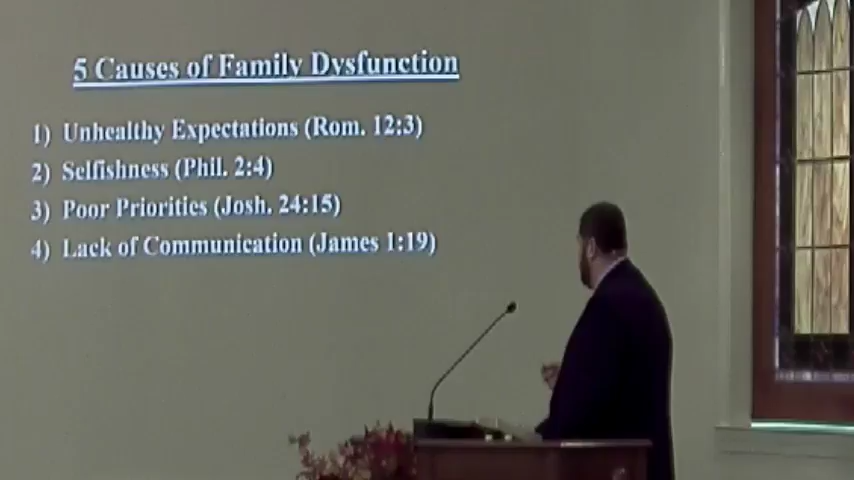 5 Causes of Family Dysfunction
1) Unhealthy Expectations (Rom. 12:3)
2) Selfishness (Phil. 2:4)
3) Poor Priorities (Josh. 24:15)
4) Lack of Communication (James 1:19)